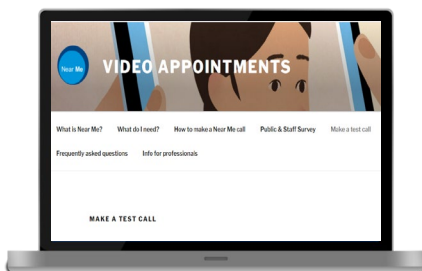 Near Me
VIDEO APPOINTMENTS
What is Near Me? What do I need? How to make a Near Me call Public & Staff Survey Make a test call
Frequently asked questions Info for professionals
MAKE A TEST CALL